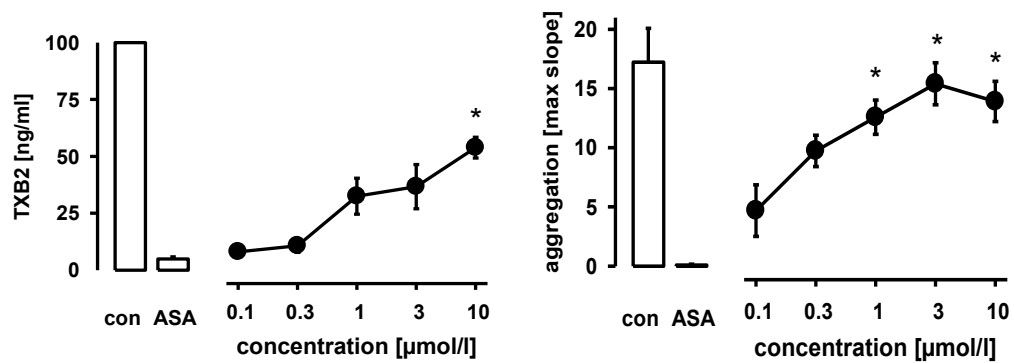 TXB2 [ng/ml]
100
75
50
25
0
con ASA
*
0.1 0.3 1 3 10
concentration [µmol/l]
aggregation [max slope]
20
15
10
5
0
con ASA
* * *
0.1 0.3 1 3 10
concentration [µmol/l]